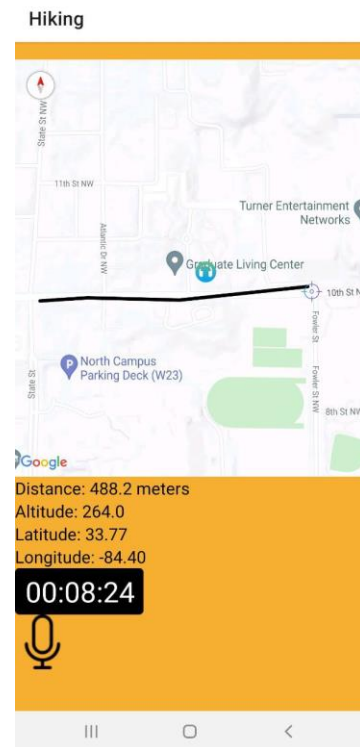 Hiking
State St NW
11th St NW
Atlantic Dr NW
Turner Entertainment
Networks
Graduate Living Center
10th St N
Fowler St
P
North Campus
Parking Deck (W23)
State St
Fowler St NW
8th St NW
Google
Distance: 488.2 meters
Altitude: 264.0
Latitude: 33.77
Longitude: -84.40
00:08:24